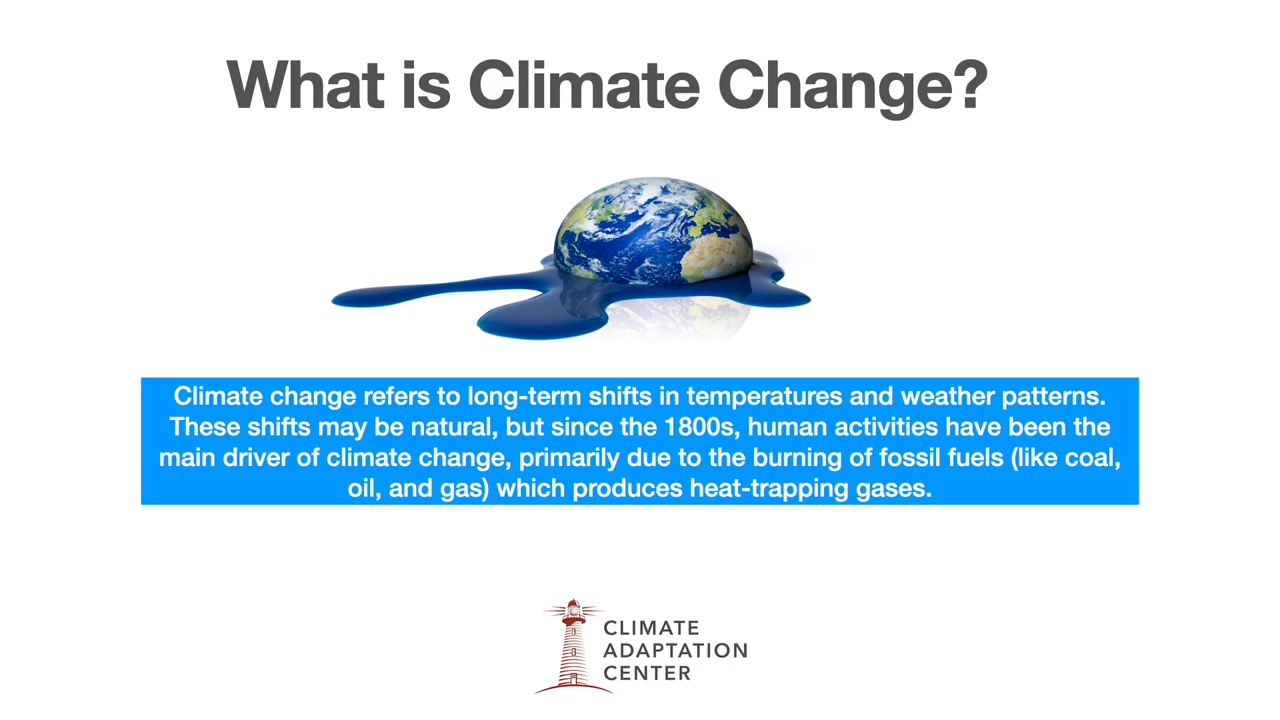 What is Climate Change?
Climate change refers to long-term shifts in temperatures and weather patterns.
These shifts may be natural, but since the 1800s, human activities have been the
main driver of climate change, primarily due to the burning of fossil fuels (like coal,
oil, and gas) which produces heat-trapping gases.
CLIMATE
ADAPTATION
CENTER